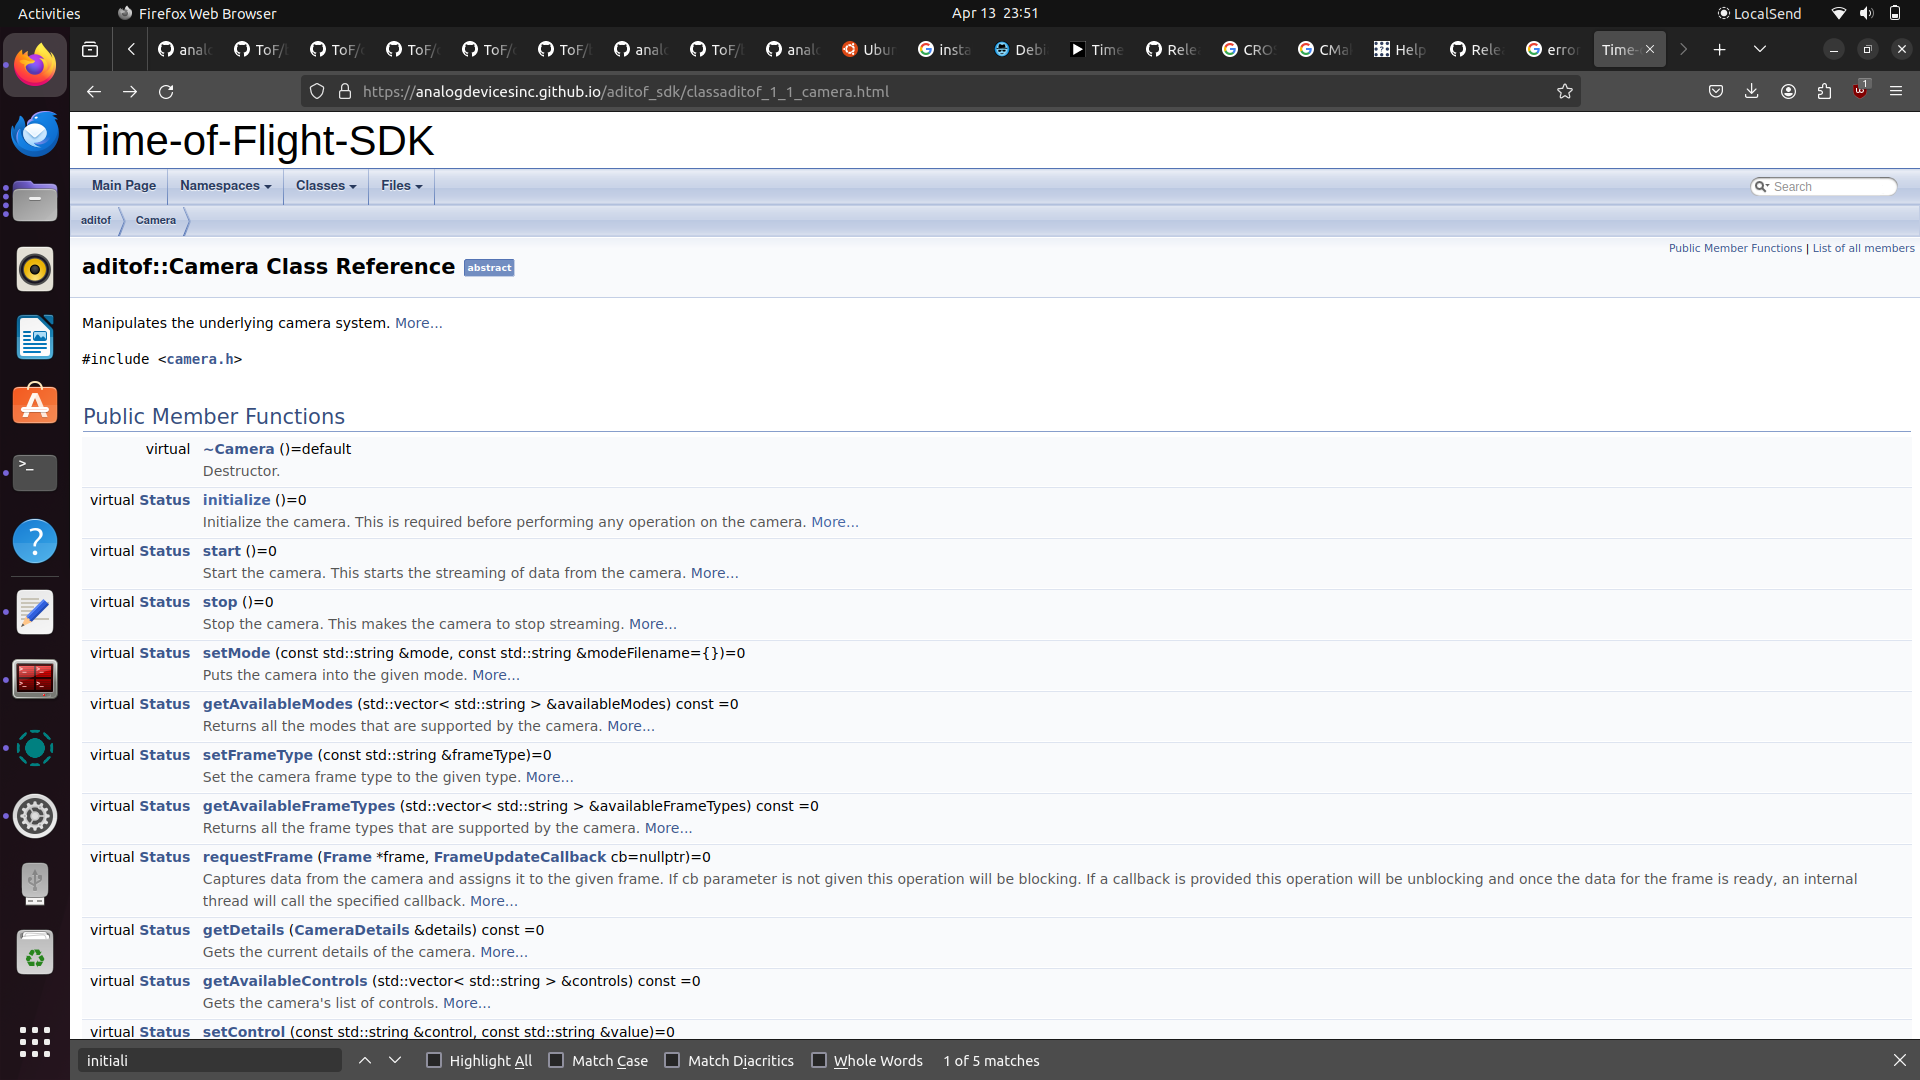 Activities
Firefox Web Browser
Apr 13 23:51
LocalSend
analo
ToF/l
ToF/
ToF/
ToF/
ToF/l
analo
ToF/l
analo
Ubun
insta
Debi
Time
Relea
CROS
CMak
Help
Relea
error
Time-
https://analogdevicesinc.github.io/aditof_sdk/classaditof_1_1_camera.html
1
Time-of-Flight-SDK
Main Page
Namespaces
Classes
Files
Search
aditof
Camera
Public Member Functions | List of all members
aditof::Camera Class Reference abstract
Manipulates the underlying camera system. More...
#include <camera.h>
Public Member Functions
virtual ~Camera ()=default
Destructor.
virtual Status initialize ()=0
Initialize the camera. This is required before performing any operation on the camera. More...
virtual Status start ()=0
Start the camera. This starts the streaming of data from the camera. More...
virtual Status stop ()=0
Stop the camera. This makes the camera to stop streaming. More...
virtual Status setMode (const std::string &mode, const std::string &modeFilename={})=0
Puts the camera into the given mode. More...
virtual Status getAvailableModes (std::vector< std::string > &availableModes) const =0
Returns all the modes that are supported by the camera. More...
virtual Status setFrameType (const std::string &frameType)=0
Set the camera frame type to the given type. More...
virtual Status getAvailableFrameTypes (std::vector< std::string > &availableFrameTypes) const =0
Returns all the frame types that are supported by the camera. More...
virtual Status requestFrame (Frame *frame, FrameUpdateCallback cb=nullptr)=0
Captures data from the camera and assigns it to the given frame. If cb parameter is not given this operation will be blocking. If a callback is provided this operation will be unblocking and once the data for the frame is ready, an internal
thread will call the specified callback. More...
virtual Status getDetails (CameraDetails &details) const =0
Gets the current details of the camera. More...
virtual Status getAvailableControls (std::vector< std::string > &controls) const =0
Gets the camera's list of controls. More...
virtual Status setControl (const std::string &control, const std::string &value)=0
initiali
Highlight All
Match Case
Match Diacritics
Whole Words
1 of 5 matches